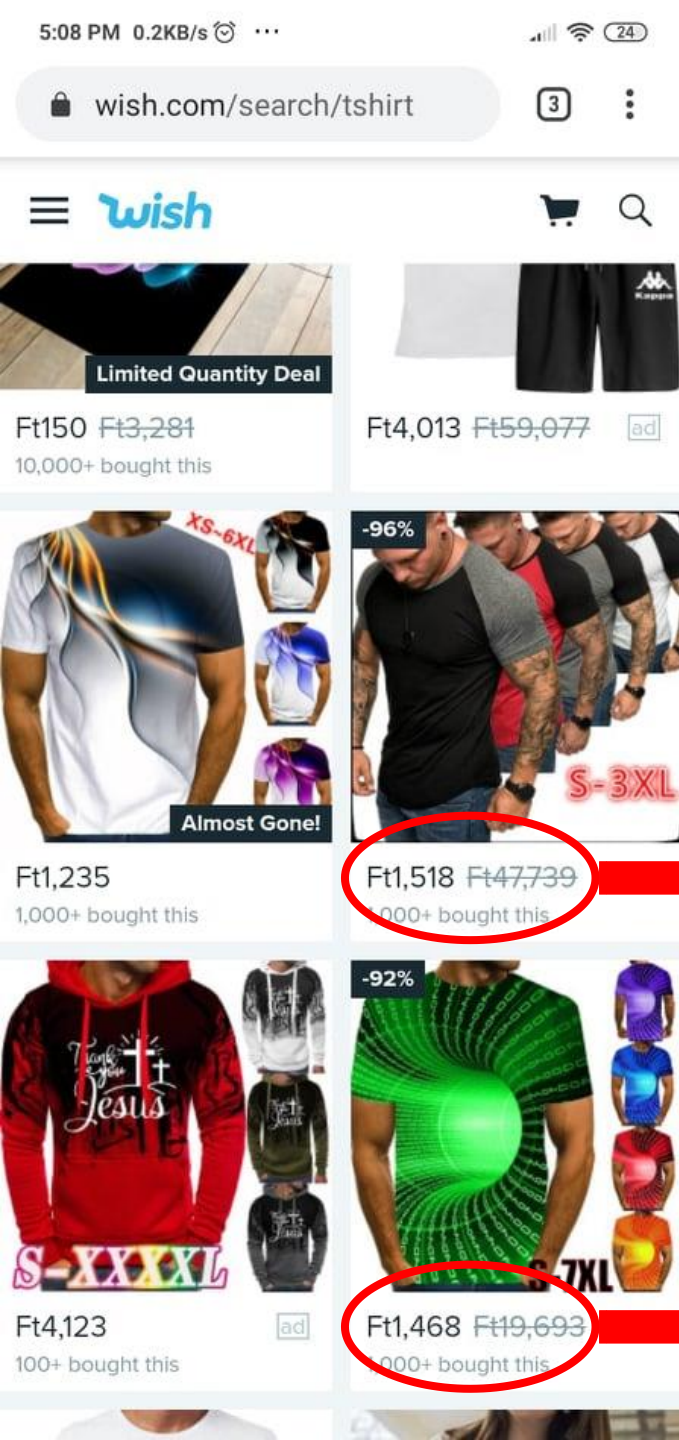 5:08 PM 0.2KB/s ... 24
wish.com/search/tshirt 3
wish
Kappa
Limited Quantity Deal
Ft150 Ft3,281
10,000+ bought this
Ft4,013 Ft59,077 ad
XS~6XL
Almost Gone!
Ft1,235
1,000+ bought this
-96%
S-3XL
Ft1,518 Ft47,739
1,000+ bought this
Thank
you
Jesus
S-XXXXL
Ft4,123 ad
100+ bought this
-92%
S-7XL
Ft1,468 Ft19,693
1,000+ bought this